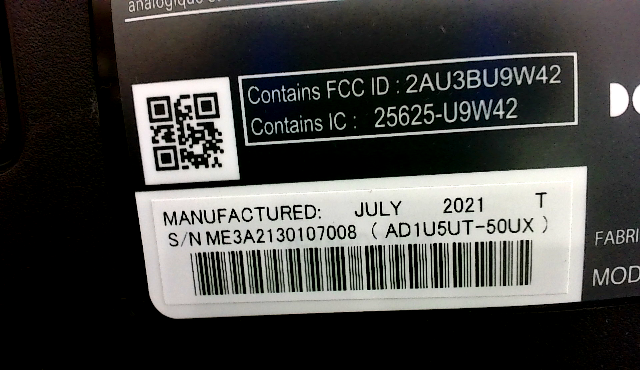 analogique
Contains FCC ID : 2AU3BU9W42
Contains IC : 25625-U9W42
MANUFACTURED: JULY 2021 T
S/N ME3A2130107008 ( AD1U5UT-50UX )
FABRI
MOD